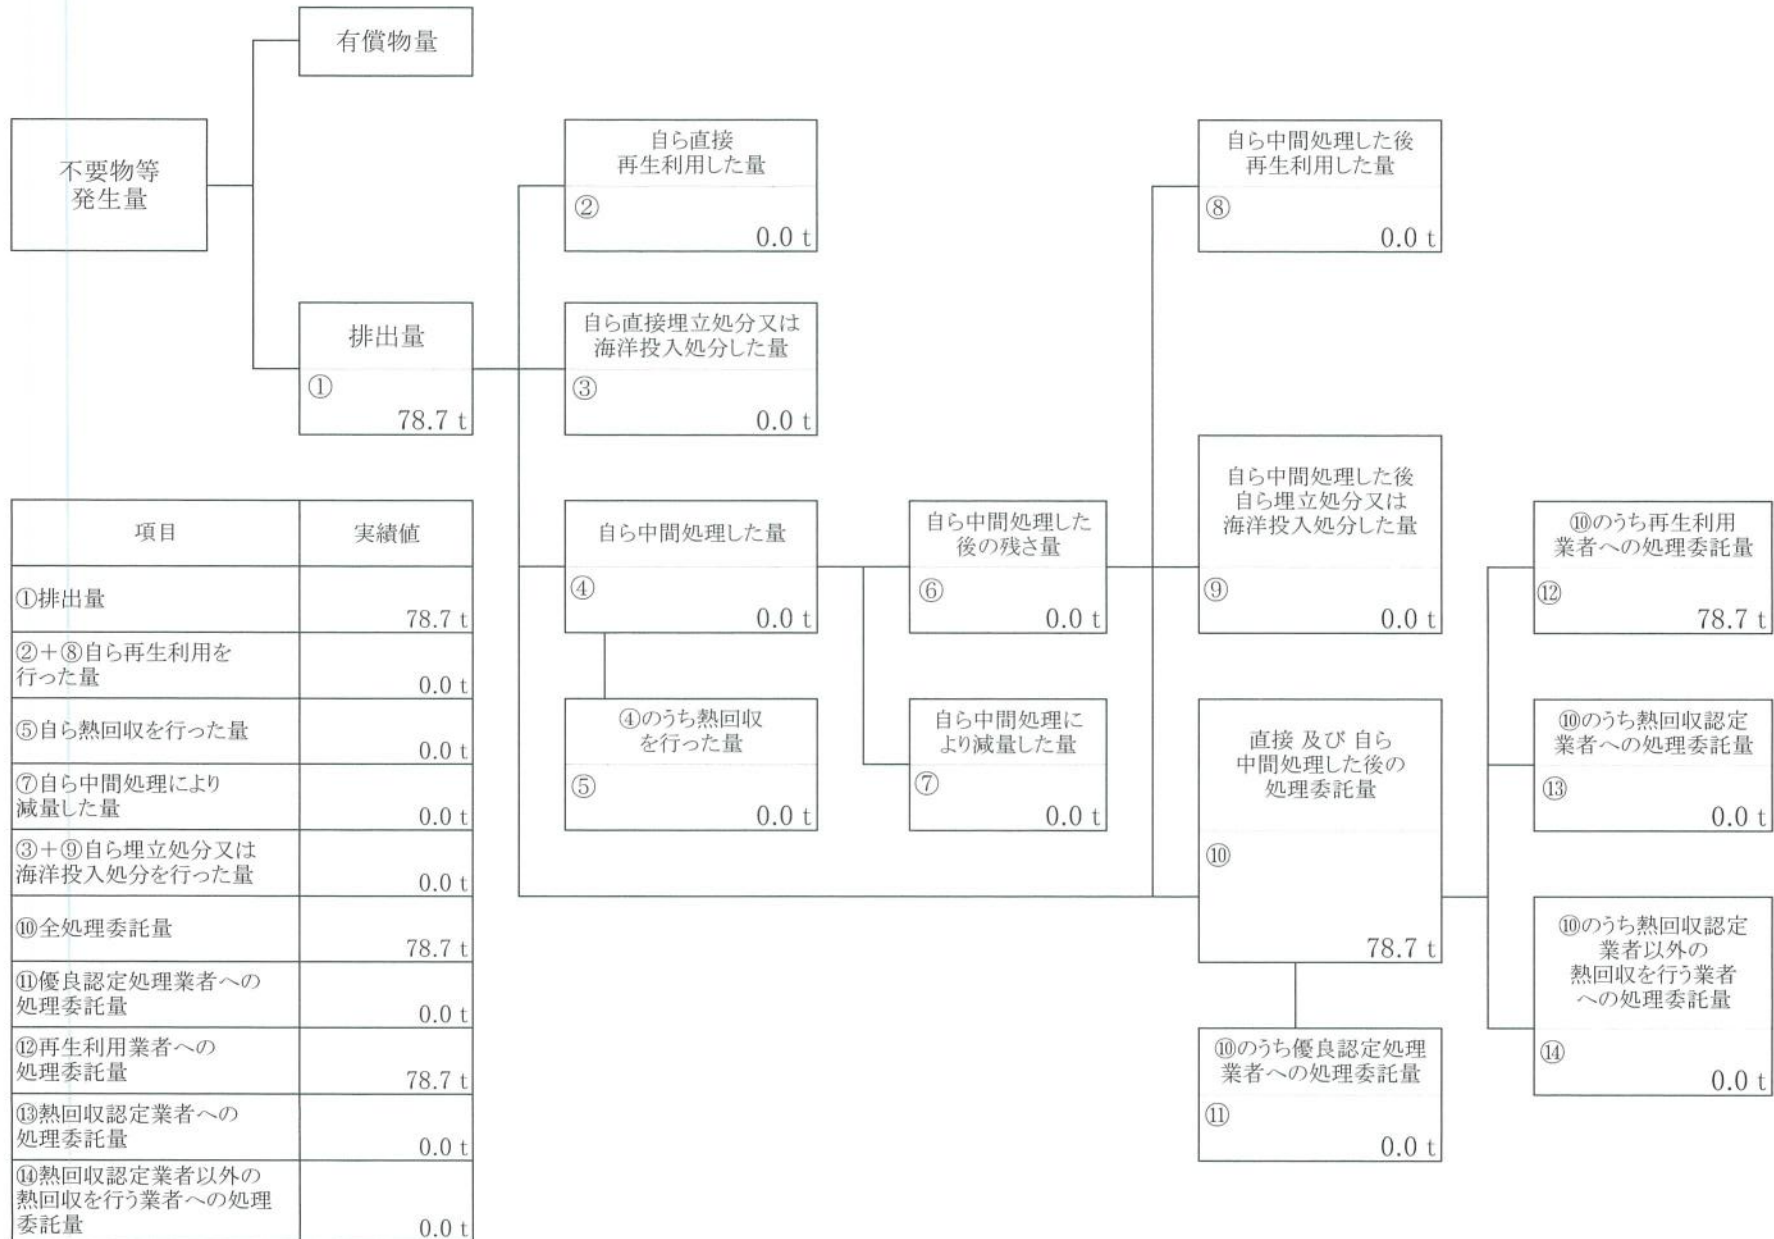 有償物量
不要物等
発生量
排出量
①
78.7 t
自ら直接
再生利用した量
②
0.0 t
自ら直接埋立処分又は
海洋投入処分した量
③
0.0 t
自ら中間処理した量
④
0.0 t
④のうち熱回収
を行った量
⑤
0.0 t
自ら中間処理した
後の残さ量
⑥
0.0 t
自ら中間処理に
より減量した量
⑦
0.0 t
自ら中間処理した後
再生利用した量
⑧
0.0 t
自ら中間処理した後
自ら埋立処分又は
海洋投入処分した量
⑨
0.0 t
直接 及び 自ら
中間処理した後の
処理委託量
⑩
78.7 t
⑩のうち優良認定処理
業者への処理委託量
⑪
0.0 t
⑩のうち再生利用
業者への処理委託量
⑫
78.7 t
⑩のうち熱回収認定
業者への処理委託量
⑬
0.0 t
⑩のうち熱回収認定
業者以外の
熱回収を行う業者
への処理委託量
⑭
0.0 t
項目 実績値
①排出量
78.7 t
②+⑧自ら再生利用を
行った量
0.0 t
⑤自ら熱回収を行った量
0.0 t
⑦自ら中間処理により
減量した量
0.0 t
③+⑨自ら埋立処分又は
海洋投入処分を行った量
0.0 t
⑩全処理委託量
78.7 t
⑪優良認定処理業者への
処理委託量
0.0 t
⑫再生利用業者への
処理委託量
78.7 t
⑬熱回収認定業者への
処理委託量
0.0 t
⑭熱回収認定業者以外の
熱回収を行う業者への処理
委託量
0.0 t